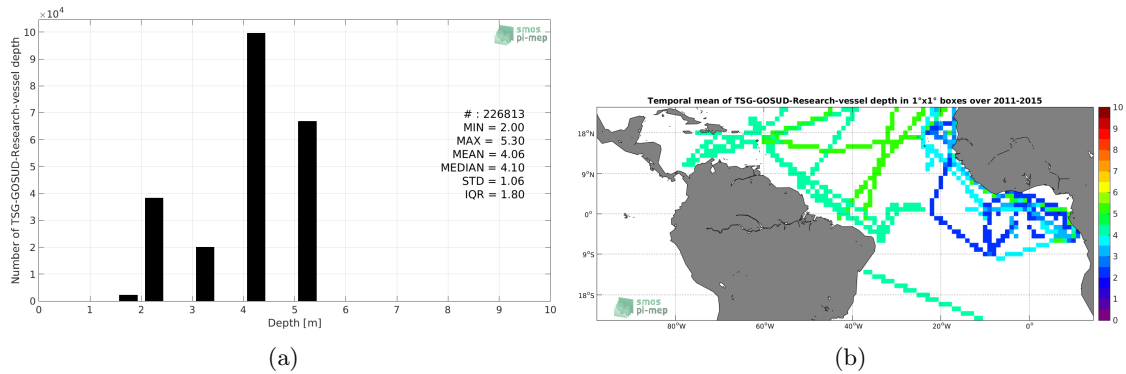 ×10⁴
10
9
8
7
6
5
4
3
2
1
0
Number of TSG-GOSUD-Research-vessel depth
smos
pi-mep
# : 226813
MIN = 2.00
MAX = 5.30
MEAN = 4.06
MEDIAN = 4.10
STD = 1.06
IQR = 1.80
0 1 2 3 4 5 6 7 8 9 10
Depth [m]
(a)
Temporal mean of TSG-GOSUD-Research-vessel depth in 1°x1° boxes over 2011-2015
18°N
9°N
0°
9°S
18°S
smos
pi-mep
80°W 60°W 40°W 20°W 0°
10
9
8
7
6
5
4
3
2
1
0
(b)